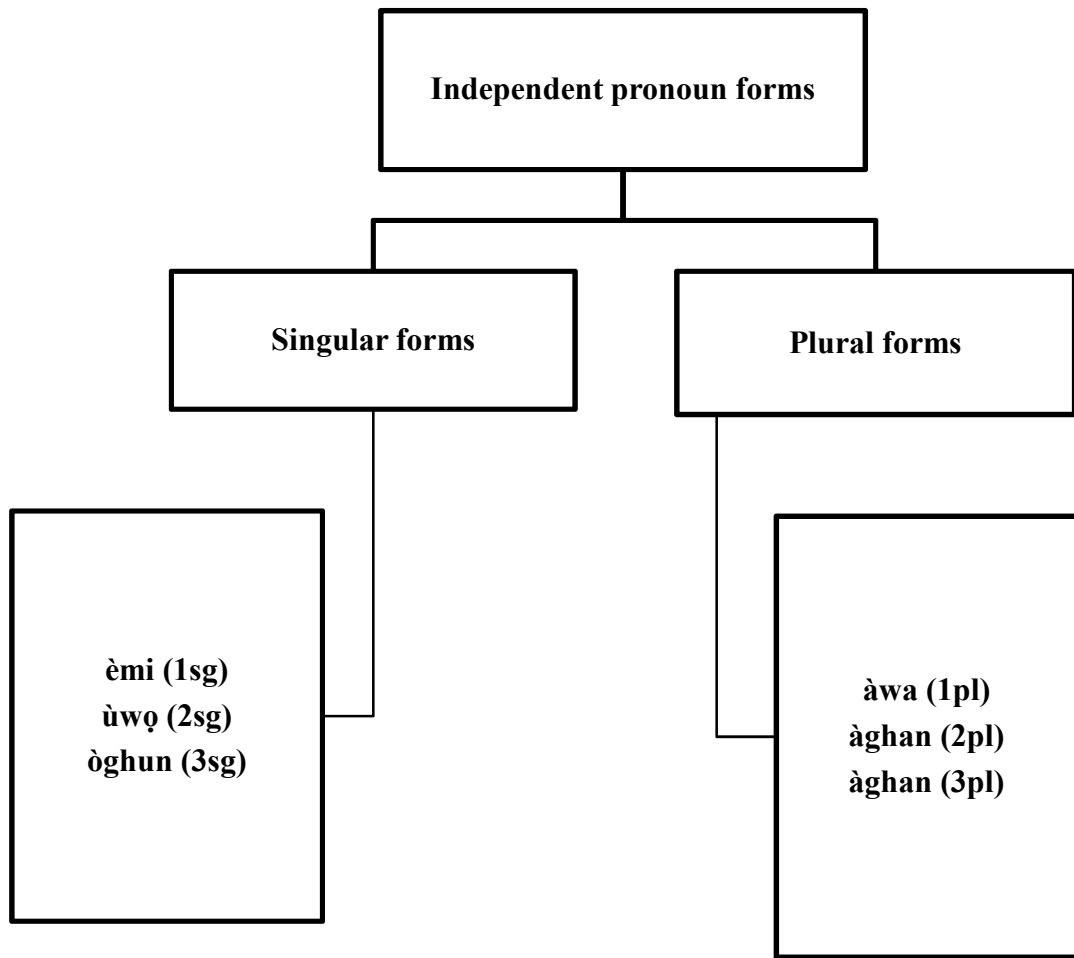 Independent pronoun forms
Singular forms
Plural forms
èmi (1sg)
ùwọ (2sg)
òghun (3sg)
àwa (1pl)
àghan (2pl)
àghan (3pl)